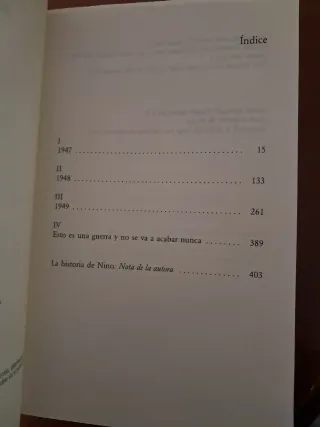 Índice
I
1947 15
II
1948 133
III
1949 261
IV
Esto es una guerra y no se va a acabar nunca 389
La historia de Nino: Nota de la autora 403